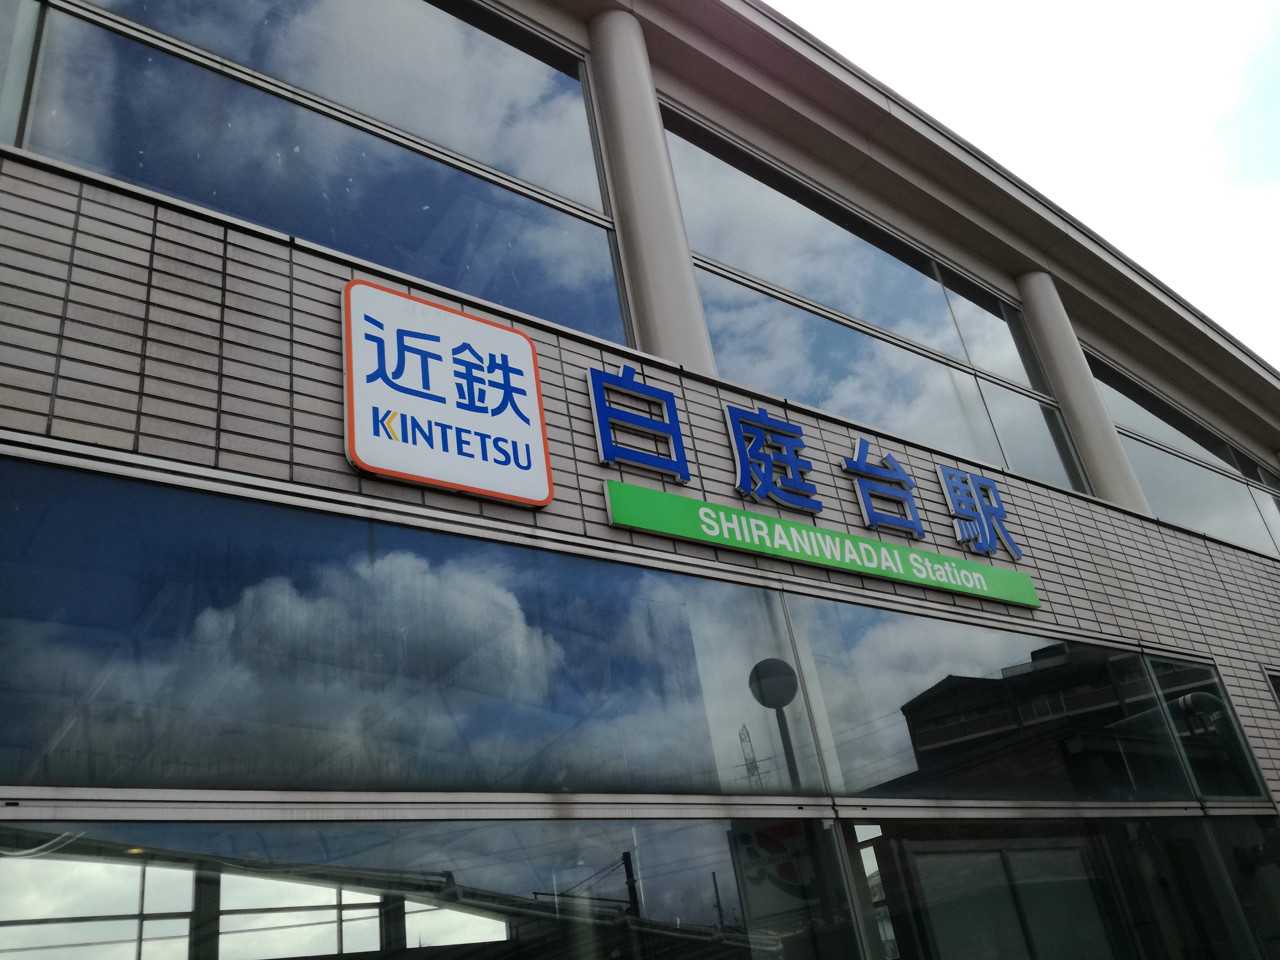 近鉄
KINTETSU
白庭台駅
SHIRANIWADAI Station